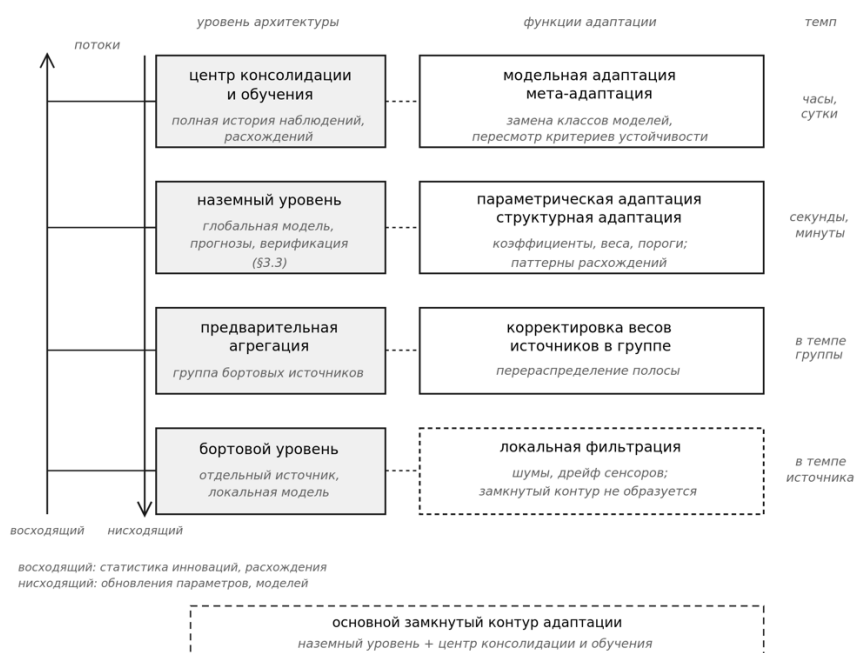 уровень архитектуры
функции адаптации
темп
потоки
центр консолидации
и обучения
полная история наблюдений,
расхождений
модельная адаптация
мета-адаптация
замена классов моделей,
пересмотр критериев устойчивости
часы,
сутки
наземный уровень
глобальная модель,
прогнозы, верификация
(§3.3)
параметрическая адаптация
структурная адаптация
коэффициенты, веса, пороги;
паттерны расхождений
секунды,
минуты
предварительная
агрегация
группа бортовых источников
корректировка весов
источников в группе
перераспределение полосы
в темпе
группы
бортовой уровень
отдельный источник,
локальная модель
локальная фильтрация
шумы, дрейф сенсоров;
замкнутый контур не образуется
в темпе
источника
восходящий
нисходящий
восходящий: статистика инноваций, расхождения
нисходящий: обновления параметров, моделей
основной замкнутый контур адаптации
наземный уровень + центр консолидации и обучения